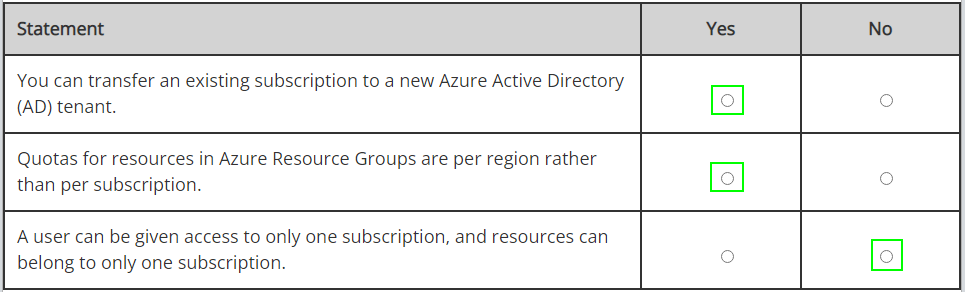 Statement Yes No
You can transfer an existing subscription to a new Azure Active Directory
(AD) tenant.
Quotas for resources in Azure Resource Groups are per region rather
than per subscription.
A user can be given access to only one subscription, and resources can
belong to only one subscription.